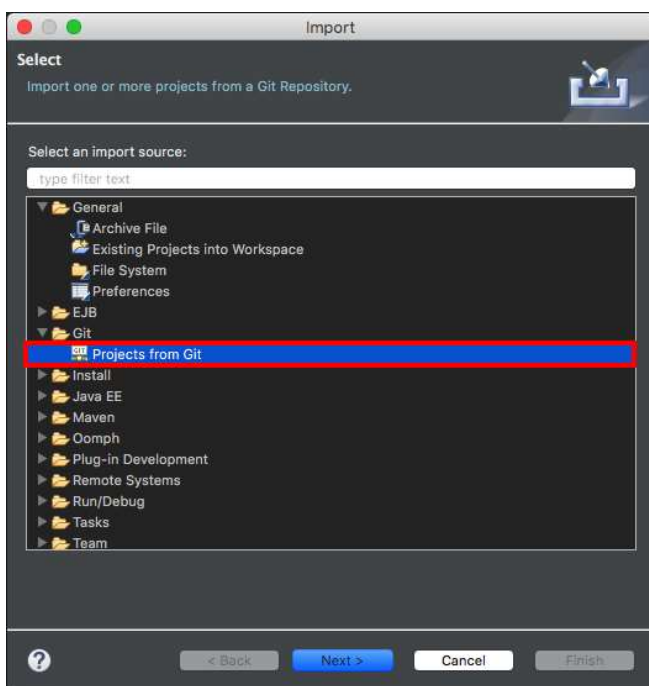 Import
Select
Import one or more projects from a Git Repository.
Select an import source:
type filter text
General
Archive File
Existing Projects into Workspace
File System
Preferences
EJB
Git
Projects from Git
Install
Java EE
Maven
Oomph
Plug-in Development
Remote Systems
Run/Debug
Tasks
Team
? < Back Next > Cancel Finish